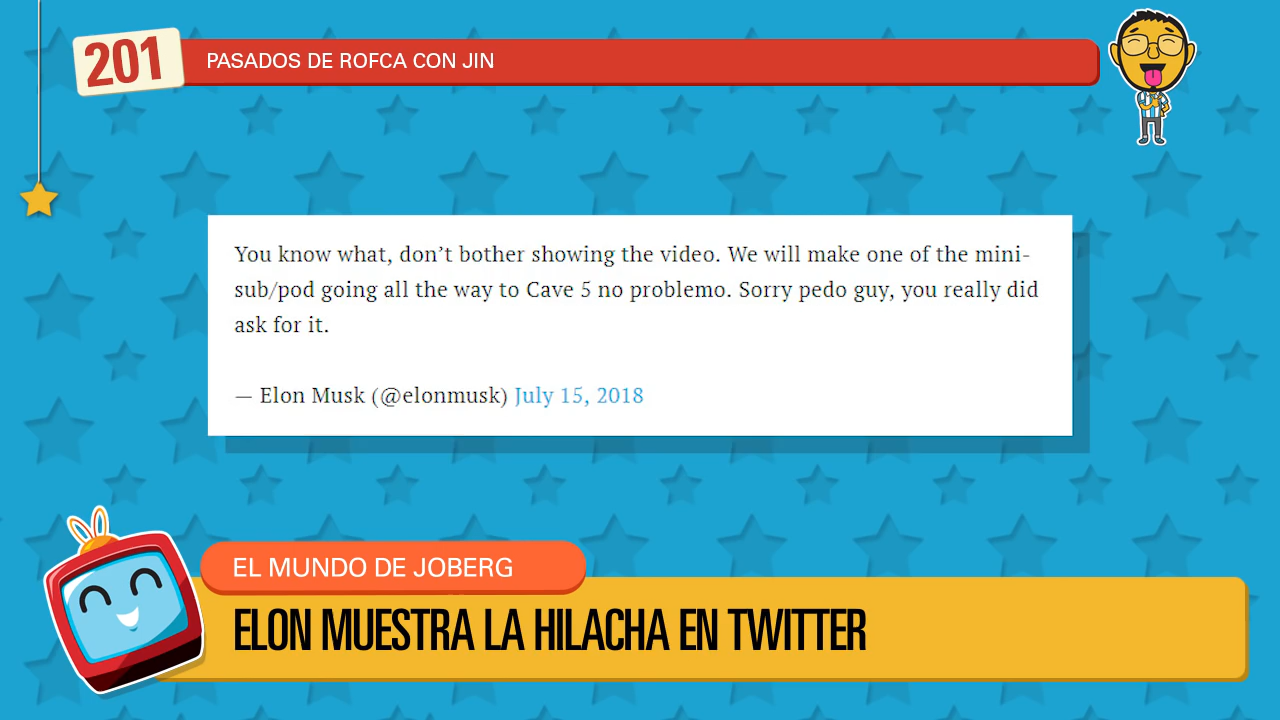 201
PASADOS DE ROFCA CON JIN
You know what, don’t bother showing the video. We will make one of the mini-
sub/pod going all the way to Cave 5 no problemo. Sorry pedo guy, you really did
ask for it.
— Elon Musk (@elonmusk) July 15, 2018
EL MUNDO DE JOBERG
ELON MUESTRA LA HILACHA EN TWITTER